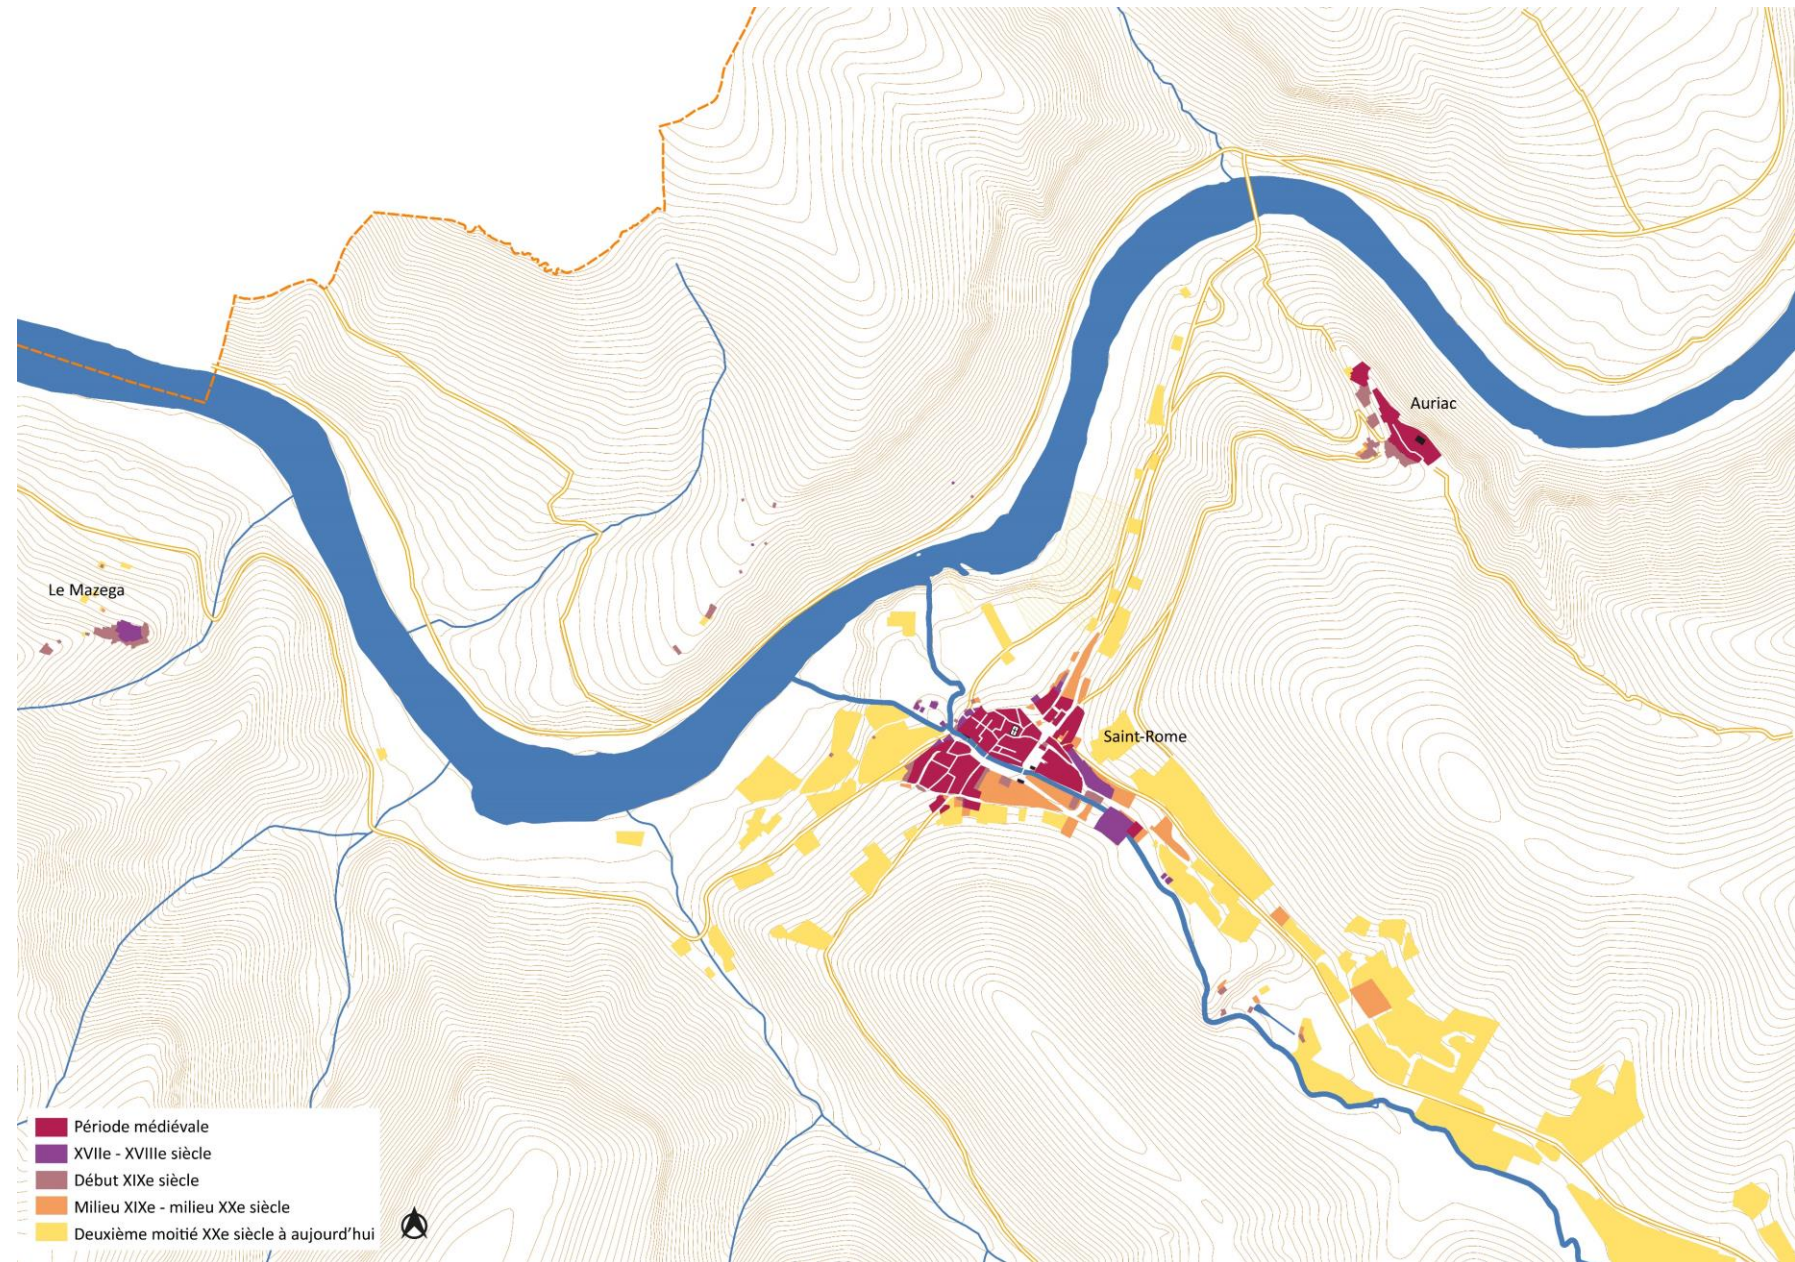 Auriac
Le Mazega
Saint-Rome
Période médiévale
XVIIe - XVIIIe siècle
Début XIXe siècle
Milieu XIXe - milieu XXe siècle
Deuxième moitié XXe siècle à aujourd'hui